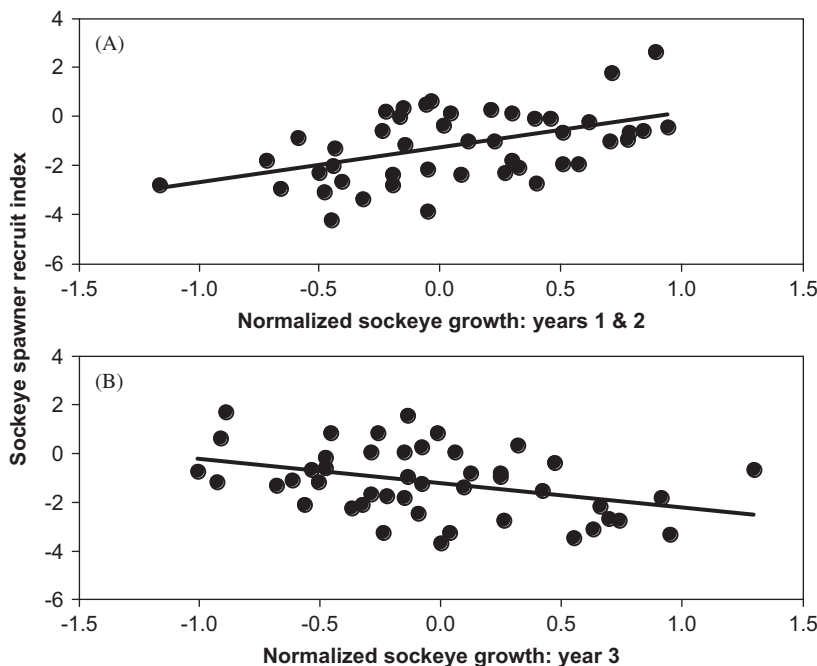 Sockeye spawner recruit index
(A)
4
2
0
-2
-4
-6
-1.5 -1.0 -0.5 0.0 0.5 1.0 1.5
Normalized sockeye growth: years 1 & 2
(B)
4
2
0
-2
-4
-6
-1.5 -1.0 -0.5 0.0 0.5 1.0 1.5
Normalized sockeye growth: year 3